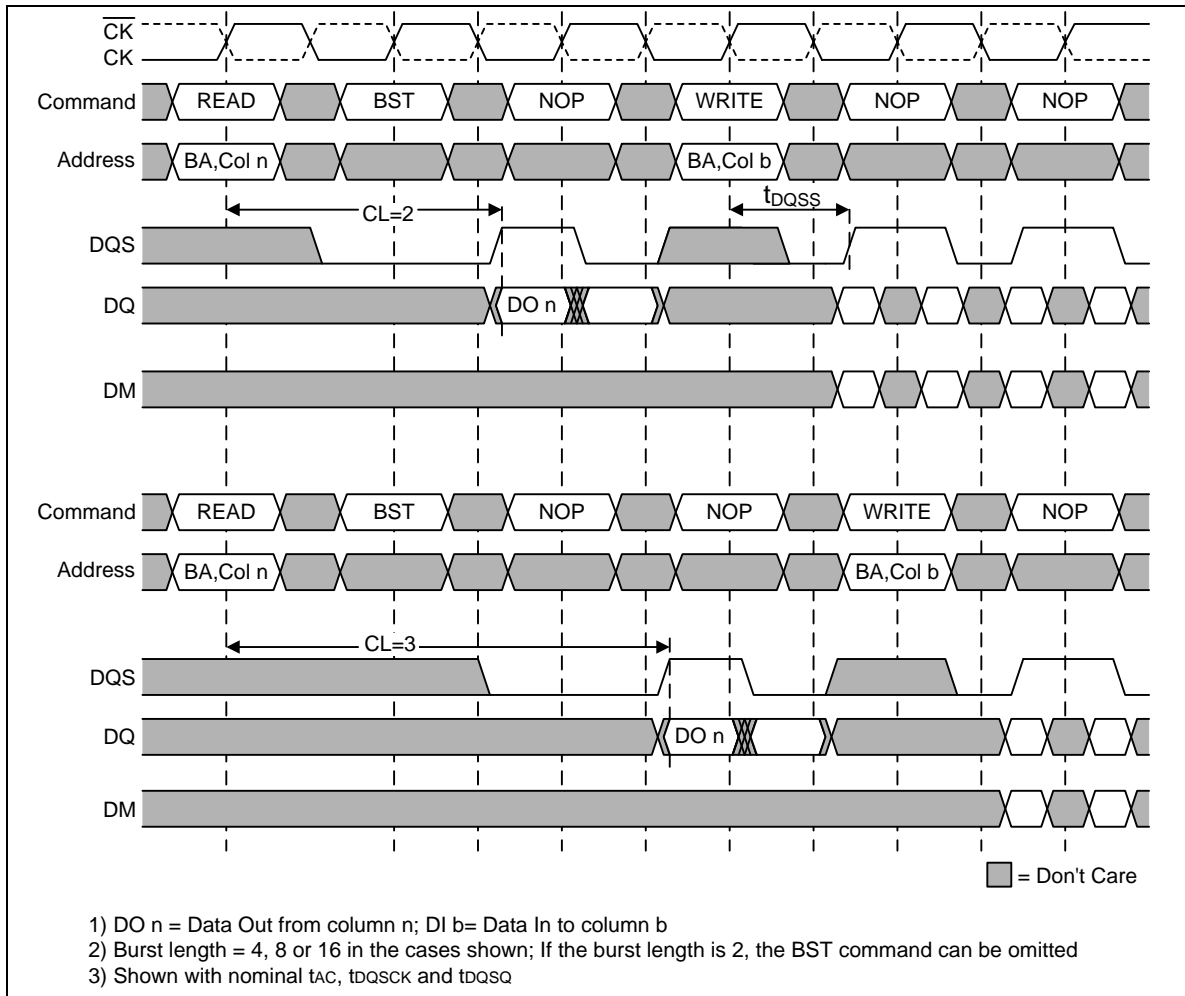 CK
CK
Command READ BST NOP WRITE NOP NOP
Address BA,Col n BA,Col b
CL=2 tDQSS
DQS
DQ DO n
DM
Command READ BST NOP NOP WRITE NOP
Address BA,Col n BA,Col b
CL=3
DQS
DQ DO n
DM
= Don't Care
1) DO n = Data Out from column n; DI b= Data In to column b
2) Burst length = 4, 8 or 16 in the cases shown; If the burst length is 2, the BST command can be omitted
3) Shown with nominal tAC, tDQSCK and tDQSQ